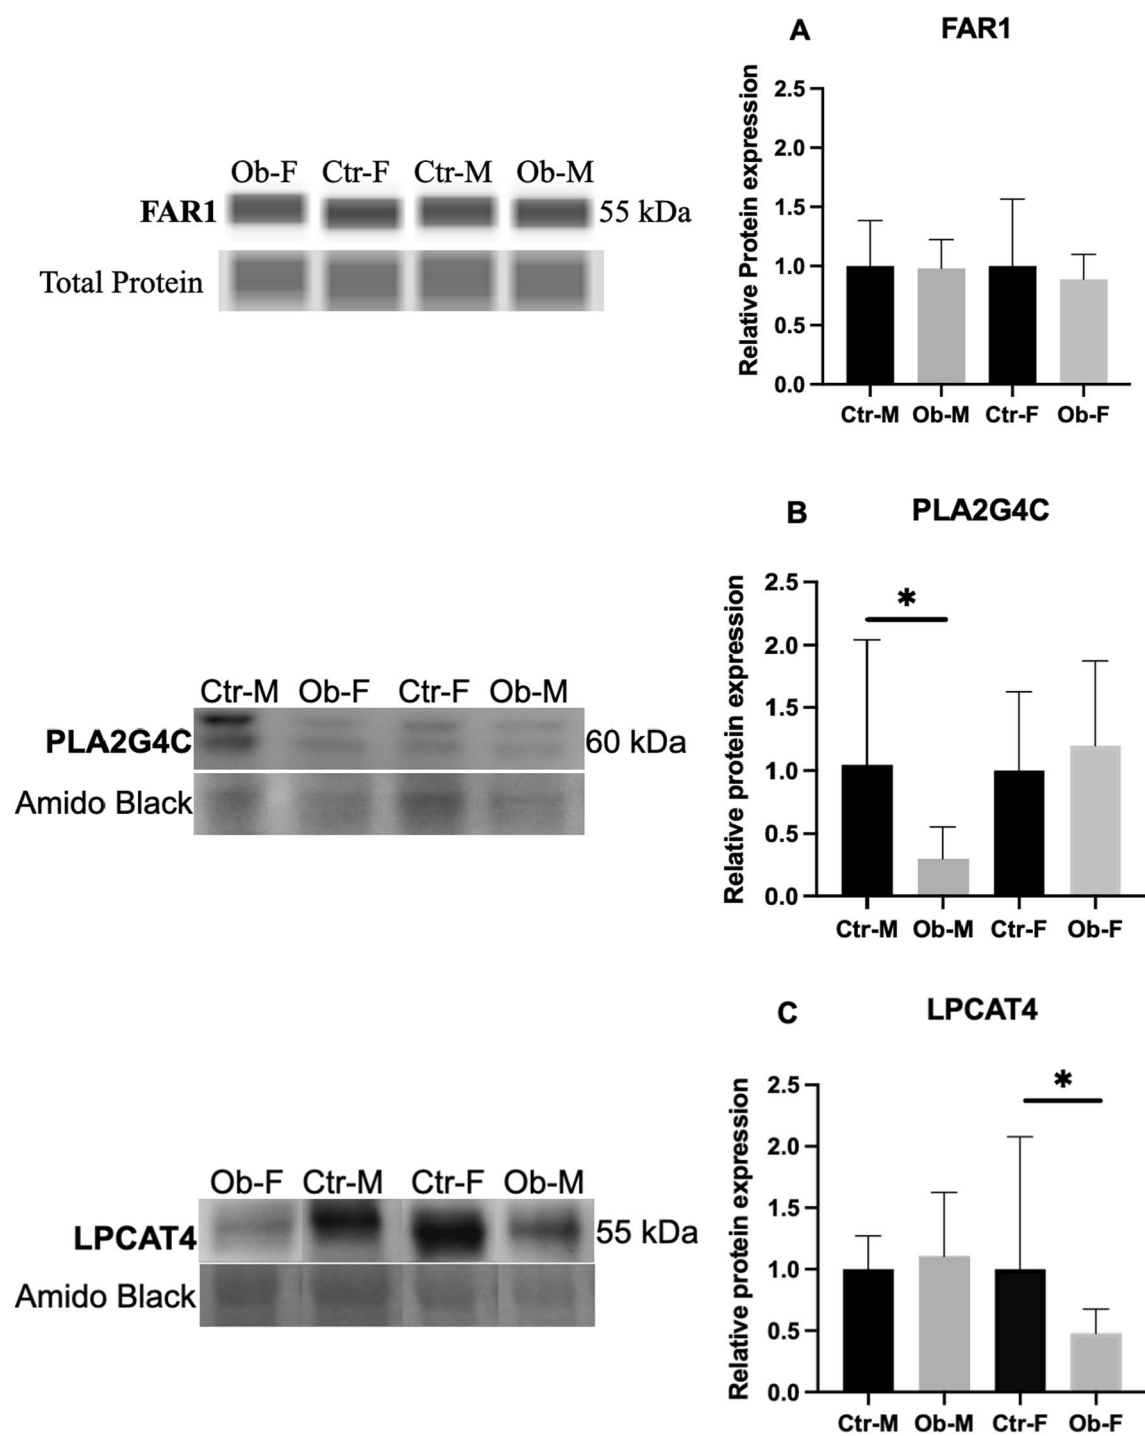 A FAR1
Relative Protein expression
2.5
2.0
1.5
1.0
0.5
0.0
Ctr-M Ob-M Ctr-F Ob-F
Ob-F Ctr-F Ctr-M Ob-M
FAR1 55 kDa
Total Protein
B PLA2G4C
Relative protein expression
2.5
*
2.0
1.5
1.0
0.5
0.0
Ctr-M Ob-M Ctr-F Ob-F
Ctr-M Ob-F Ctr-F Ob-M
PLA2G4C 60 kDa
Amido Black
C LPCAT4
Relative protein expression
*
2.5
2.0
1.5
1.0
0.5
0.0
Ctr-M Ob-M Ctr-F Ob-F
Ob-F Ctr-M Ctr-F Ob-M
LPCAT4 55 kDa
Amido Black